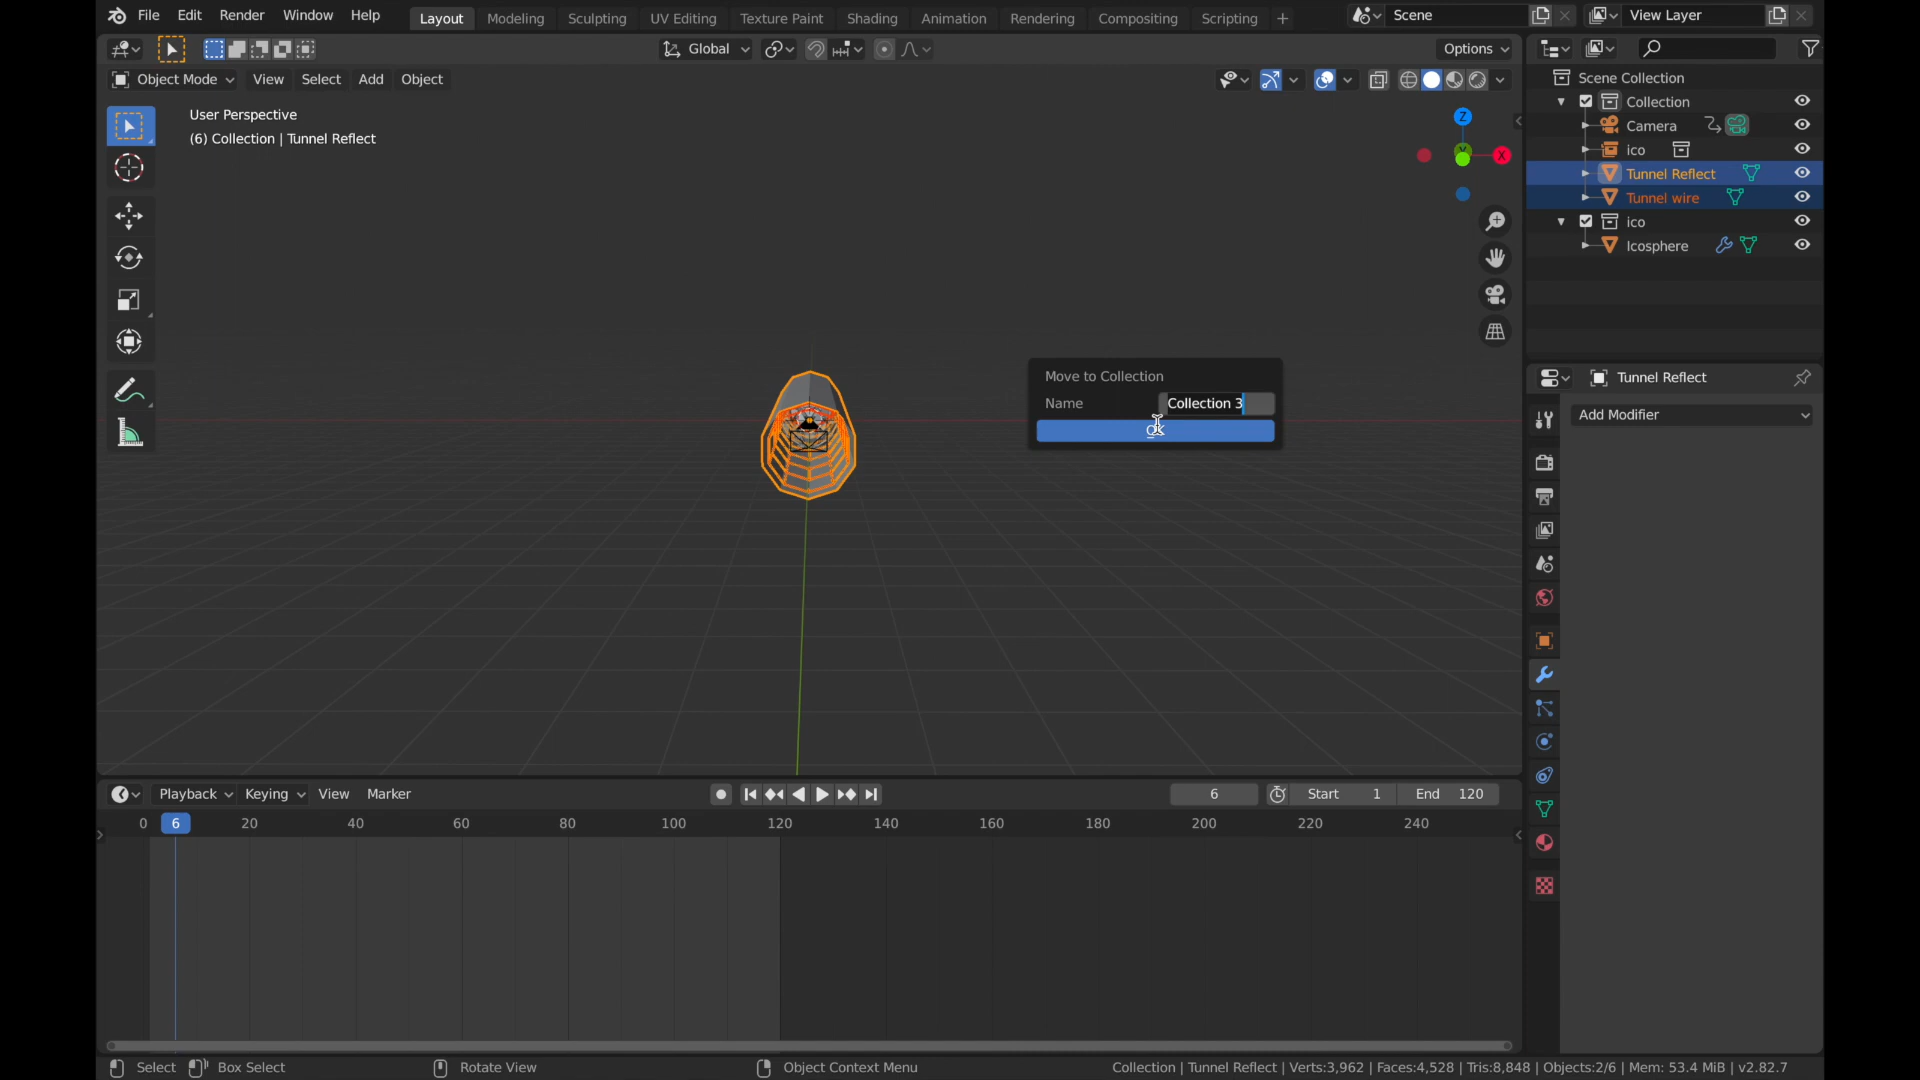 File Edit Render Window Help Layout Modeling Sculpting UV Editing Texture Paint Shading Animation Rendering Compositing Scripting + Scene View Layer
Global Options
Object Mode View Select Add Object
User Perspective
(6) Collection | Tunnel Reflect
Z
Y
X
Scene Collection
Collection
Camera
ico
Tunnel Reflect
Tunnel wire
ico
Icosphere
Tunnel Reflect
Add Modifier
Move to Collection
Name Collection 3
OK
Playback Keying View Marker 6 Start 1 End 120
0 6 20 40 60 80 100 120 140 160 180 200 220 240
Select Box Select Rotate View Object Context Menu Collection | Tunnel Reflect | Verts:3,962 | Faces:4,528 | Tris:8,848 | Objects:2/6 | Mem: 53.4 MiB | v2.82.7